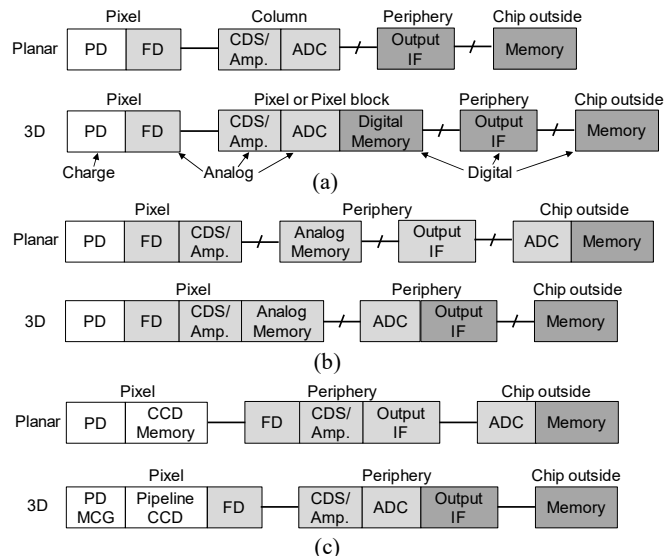 Pixel Column Periphery Chip outside
Planar PD FD CDS/ Amp. ADC Output IF Memory
Pixel Pixel or Pixel block Periphery Chip outside
3D PD FD CDS/ Amp. ADC Digital Memory Output IF Memory
Charge Analog Digital
(a)
Pixel Periphery Chip outside
Planar PD FD CDS/ Amp. Analog Memory Output IF ADC Memory
Pixel Periphery Chip outside
3D PD FD CDS/ Amp. Analog Memory ADC Output IF Memory
(b)
Pixel Periphery Chip outside
Planar PD CCD Memory FD CDS/ Amp. Output IF ADC Memory
Pixel Periphery Chip outside
3D PD MCG Pipeline CCD FD CDS/ Amp. ADC Output IF Memory
(c)